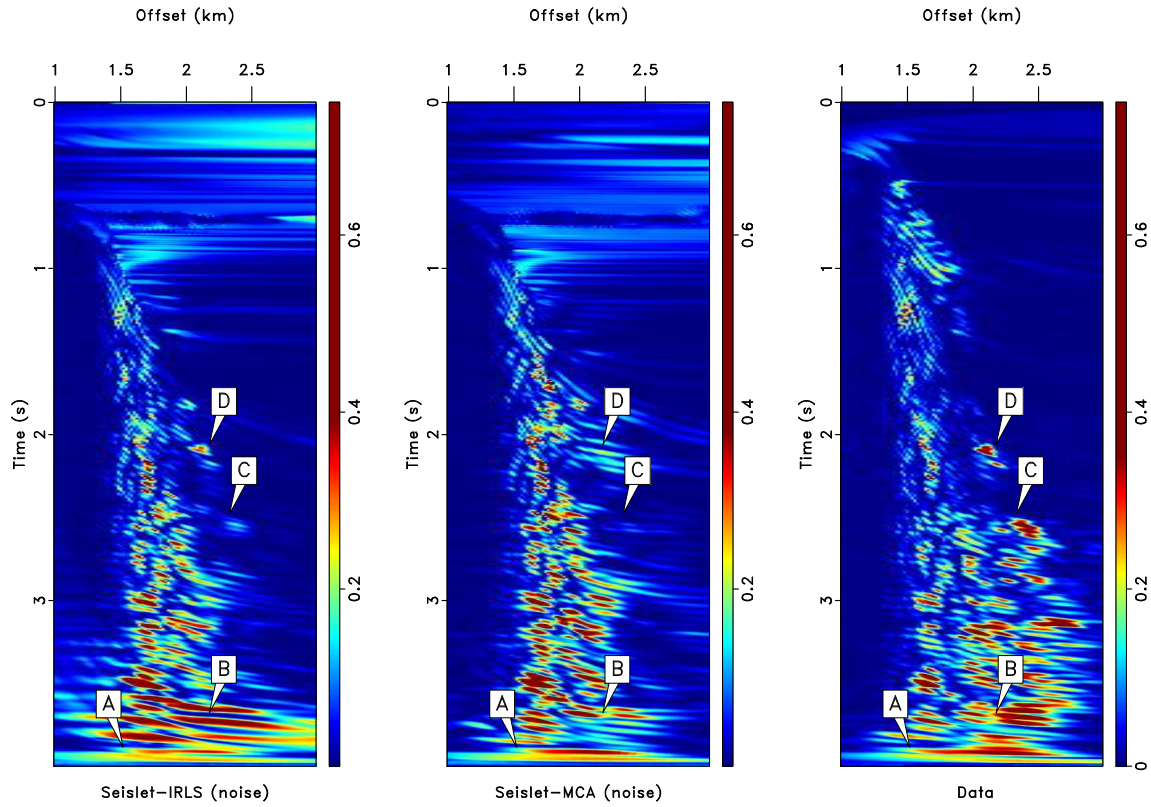 Offset (km) Offset (km) Offset (km)
1 1.5 2 2.5 1 1.5 2 2.5 1 1.5 2 2.5
0 0 0
0.6 0.6 0.6
1 1 1
D D D
0.4 0.4 0.4
Time (s) Time (s) Time (s)
2 2 2
C C C
0.2 0.2 0.2
3 3 3
B B B
A A A
0
Seislet-IRLS (noise) Seislet-MCA (noise) Data